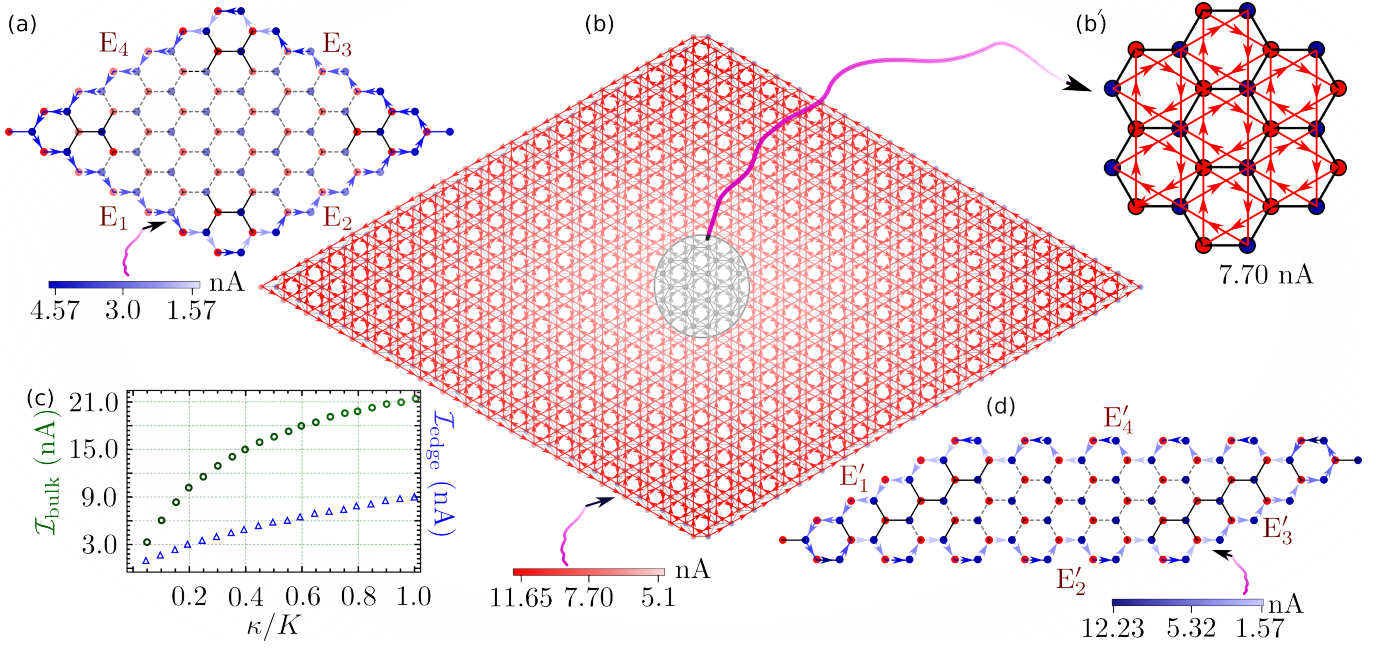 (a)
E₄
E₃
E₁
E₂
nA
4.57 3.0 1.57
(b)
(b′)
7.70 nA
(c)
21.0
15.0
9.0
3.0
𝓘bulk (nA)
𝓘edge (nA)
0.2 0.4 0.6 0.8 1.0
κ/K
nA
11.65 7.70 5.1
(d)
E′₄
E′₁
E′₃
E′₂
nA
12.23 5.32 1.57